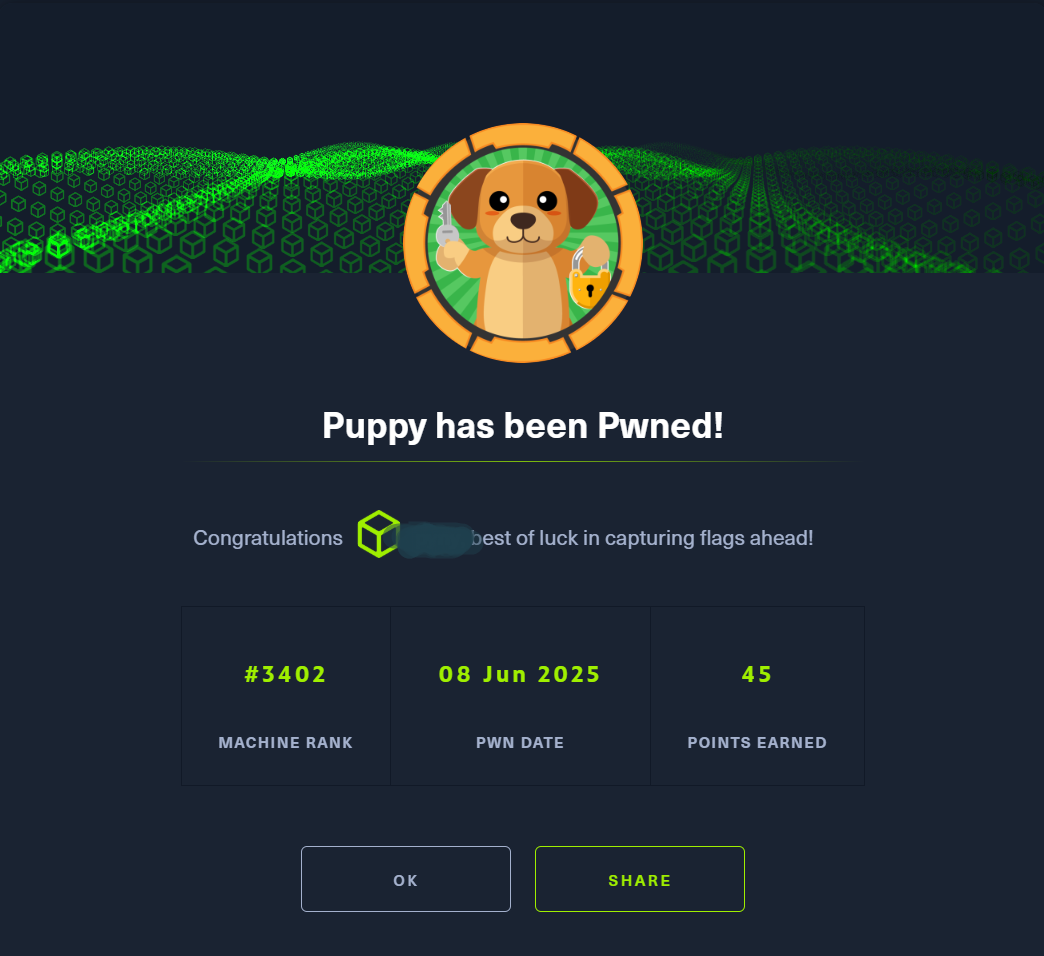 Puppy has been Pwned!
Congratulations best of luck in capturing flags ahead!
#3402 08 Jun 2025 45
MACHINE RANK PWN DATE POINTS EARNED
OK SHARE